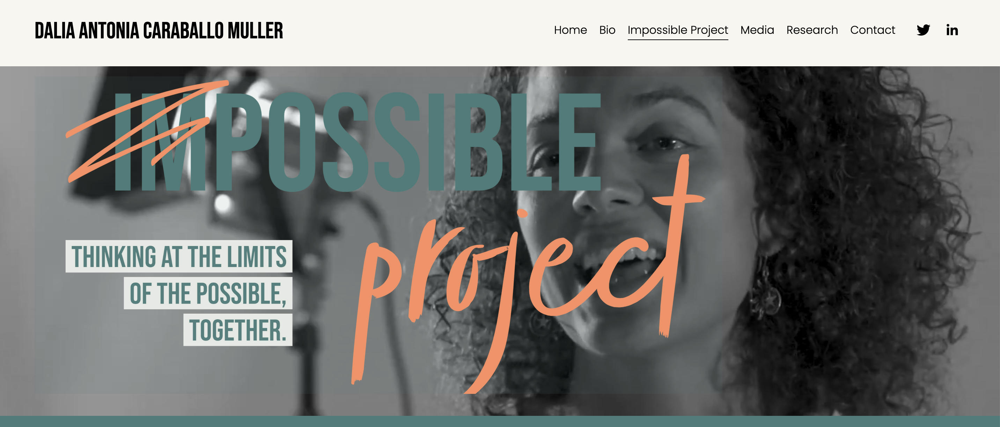 DALIA ANTONIA CARABALLO MULLER
Home Bio Impossible Project Media Research Contact in
IMPOSSIBLE
project
THINKING AT THE LIMITS
OF THE POSSIBLE,
TOGETHER.